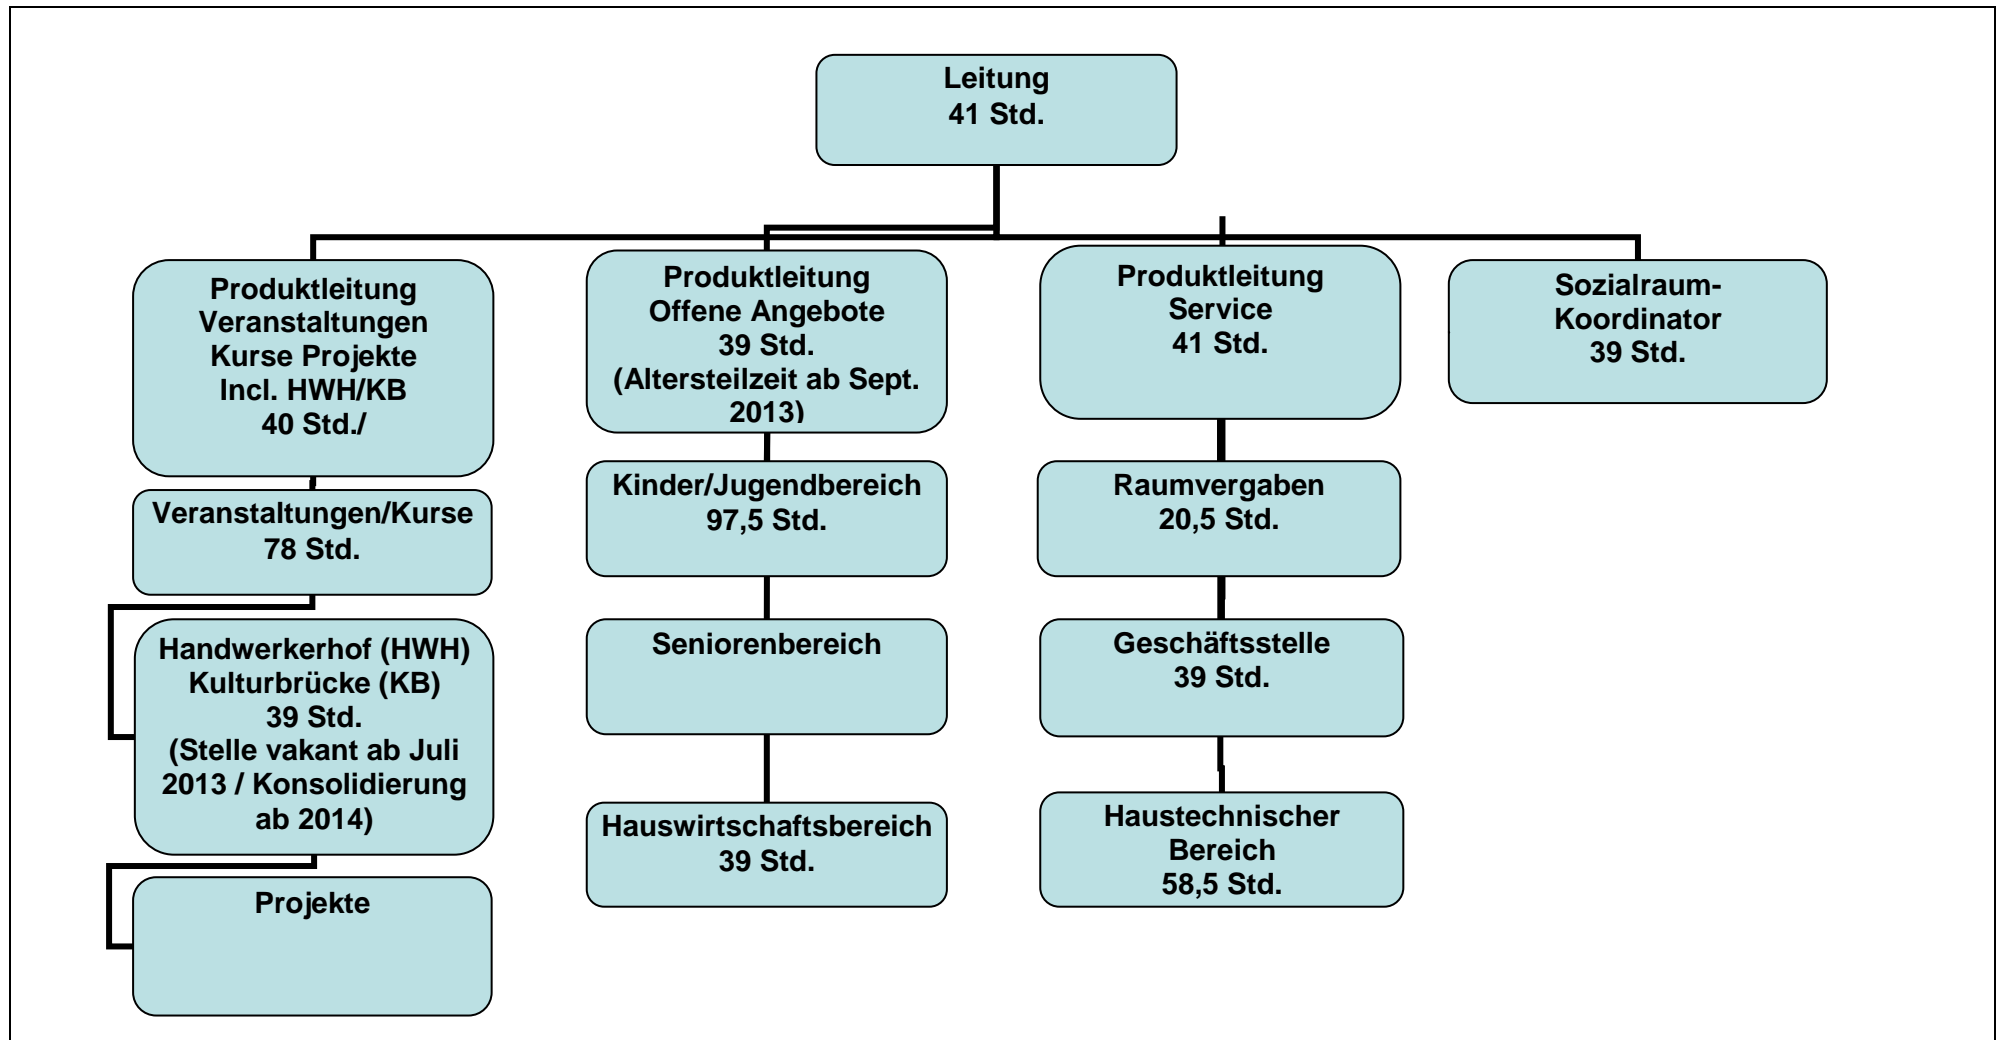 Leitung
41 Std.
Produktleitung
Veranstaltungen
Kurse Projekte
Incl. HWH/KB
40 Std./
Produktleitung
Offene Angebote
39 Std.
(Altersteilzeit ab Sept.
2013)
Produktleitung
Service
41 Std.
Sozialraum-
Koordinator
39 Std.
Veranstaltungen/Kurse
78 Std.
Kinder/Jugendbereich
97,5 Std.
Raumvergaben
20,5 Std.
Handwerkerhof (HWH)
Kulturbrücke (KB)
39 Std.
(Stelle vakant ab Juli
2013 / Konsolidierung
ab 2014)
Seniorenbereich
Geschäftsstelle
39 Std.
Hauswirtschaftsbereich
39 Std.
Haustechnischer
Bereich
58,5 Std.
Projekte